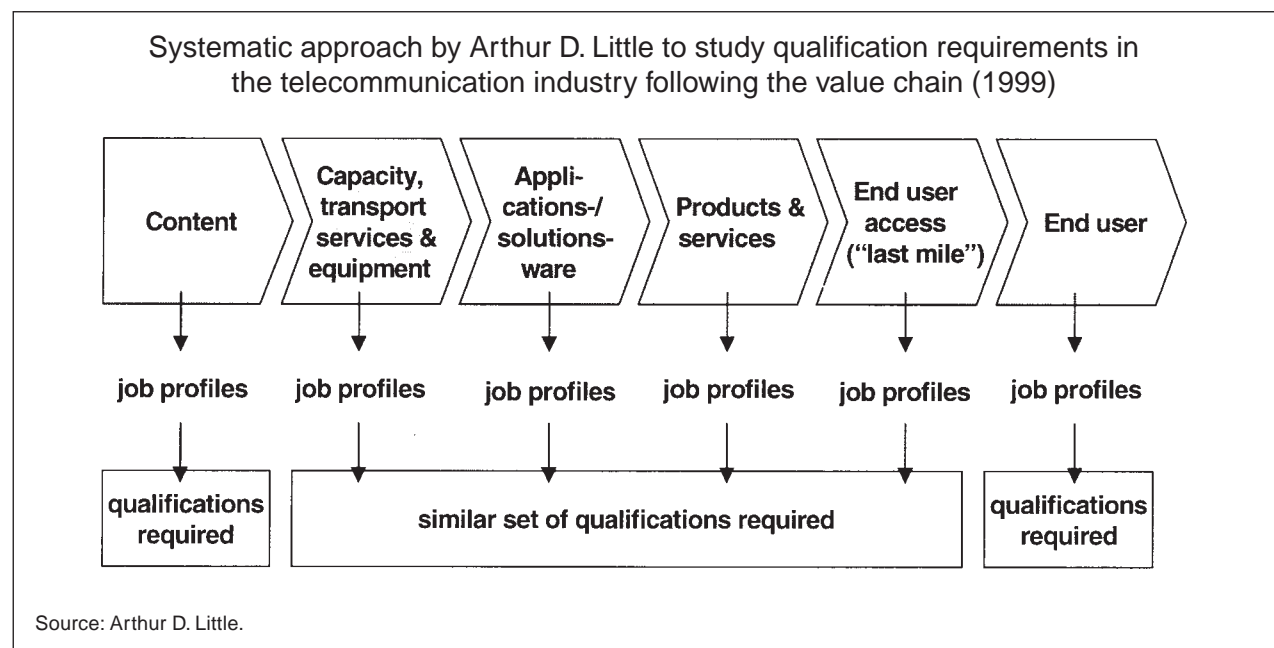 Systematic approach by Arthur D. Little to study qualification requirements in
the telecommunication industry following the value chain (1999)
Content
Capacity,
transport
services &
equipment
Appli-
cations-/
solutions-
ware
Products &
services
End user
access
(“last mile”)
End user
job profiles
job profiles
job profiles
job profiles
job profiles
job profiles
qualifications
required
similar set of qualifications required
qualifications
required
Source: Arthur D. Little.